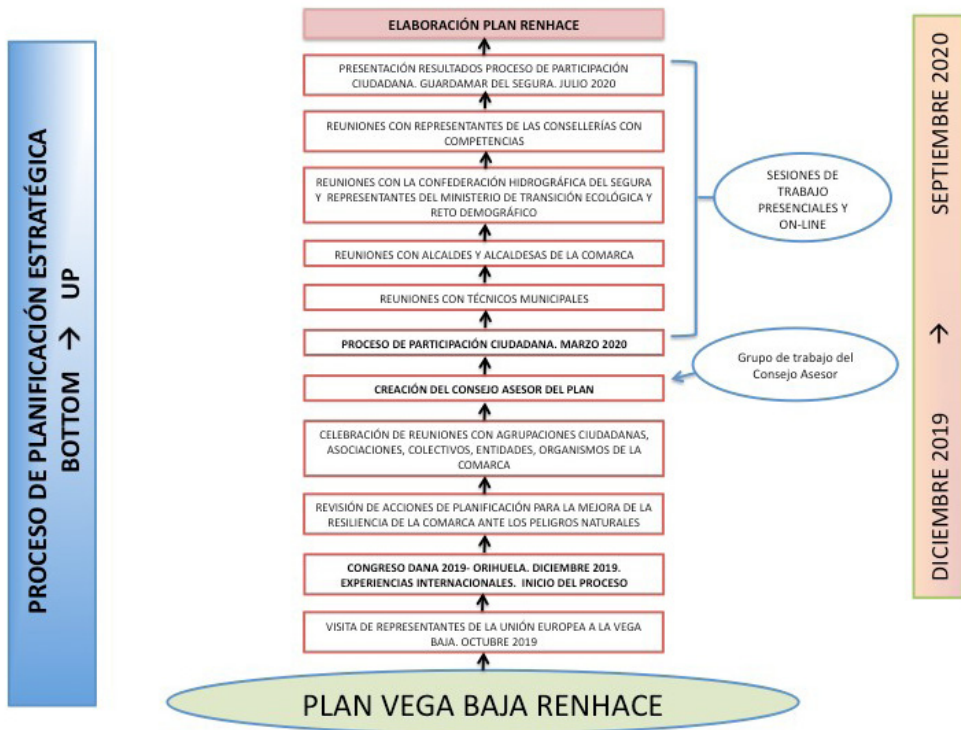 ELABORACIÓN PLAN RENHACE
PRESENTACIÓN RESULTADOS PROCESO DE PARTICIPACIÓN
CIUDADANA. GUARDAMAR DEL SEGURA. JULIO 2020
REUNIONES CON REPRESENTANTES DE LAS CONSELLERÍAS CON
COMPETENCIAS
REUNIONES CON LA CONFEDERACIÓN HIDROGRÁFICA DEL SEGURA
Y REPRESENTANTES DEL MINISTERIO DE TRANSICIÓN ECOLÓGICA Y
RETO DEMOGRÁFICO
REUNIONES CON ALCALDES Y ALCALDESAS DE LA COMARCA
REUNIONES CON TÉCNICOS MUNICIPALES
PROCESO DE PARTICIPACIÓN CIUDADANA. MARZO 2020
CREACIÓN DEL CONSEJO ASESOR DEL PLAN
CELEBRACIÓN DE REUNIONES CON AGRUPACIONES CIUDADANAS,
ASOCIACIONES, COLECTIVOS, ENTIDADES, ORGANISMOS DE LA
COMARCA
REVISIÓN DE ACCIONES DE PLANIFICACIÓN PARA LA MEJORA DE LA
RESILIENCIA DE LA COMARCA ANTE LOS PELIGROS NATURALES
CONGRESO DANA 2019- ORIHUELA. DICIEMBRE 2019.
EXPERIENCIAS INTERNACIONALES. INICIO DEL PROCESO
VISITA DE REPRESENTANTES DE LA UNIÓN EUROPEA A LA VEGA
BAJA. OCTUBRE 2019
PLAN VEGA BAJA RENHACE
PROCESO DE PLANIFICACIÓN ESTRATÉGICA
BOTTOM → UP
SESIONES DE
TRABAJO
PRESENCIALES Y
ON-LINE
Grupo de trabajo del
Consejo Asesor
DICIEMBRE 2019 → SEPTIEMBRE 2020